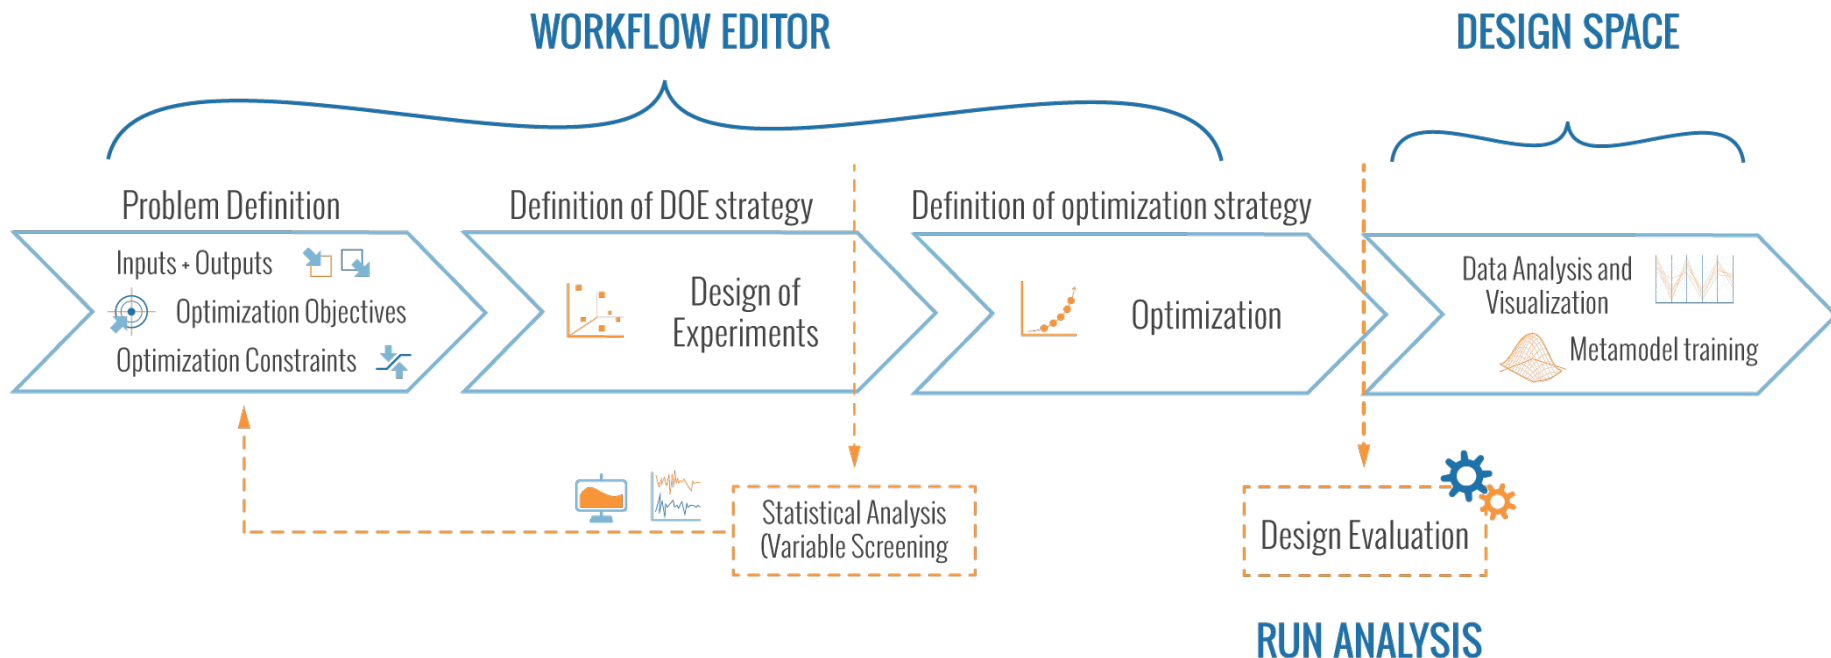 WORKFLOW EDITOR
DESIGN SPACE
Problem Definition
Definition of DOE strategy
Definition of optimization strategy
Inputs + Outputs
Optimization Objectives
Optimization Constraints
Design of
Experiments
Optimization
Data Analysis and
Visualization
Metamodel training
Statistical Analysis
(Variable Screening
Design Evaluation
RUN ANALYSIS